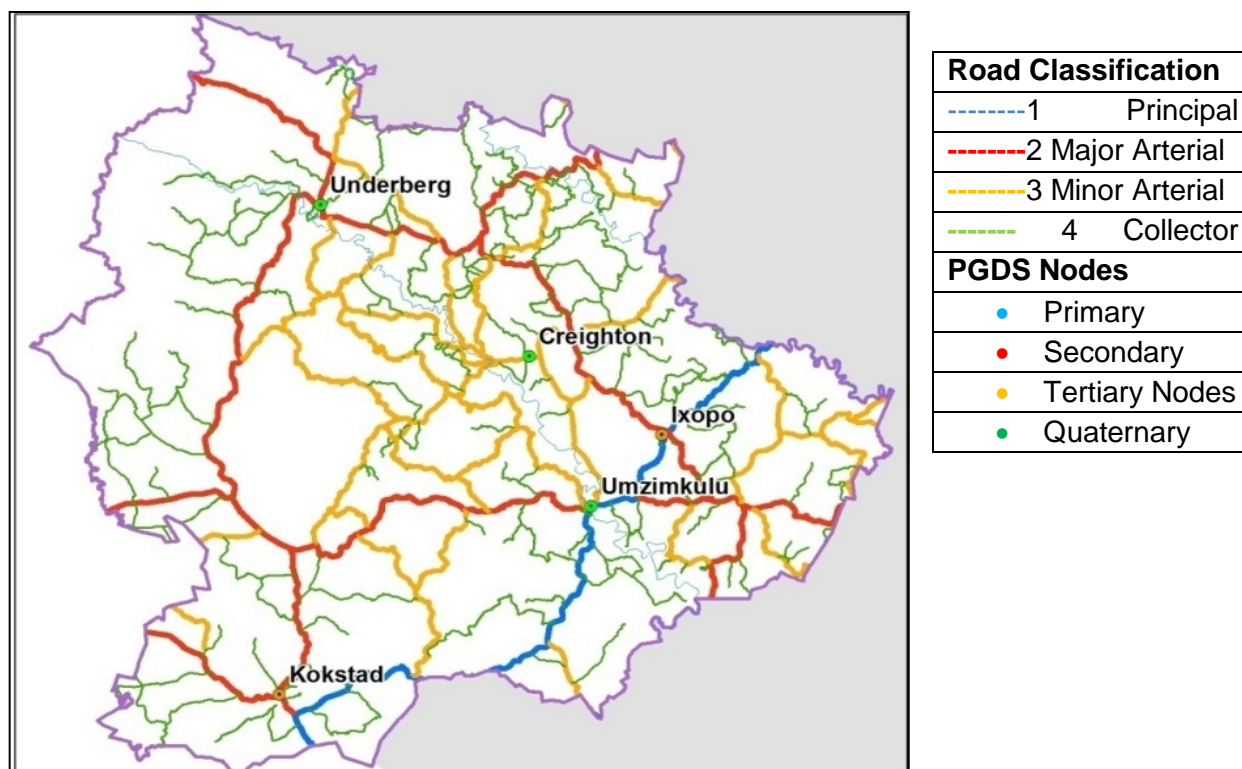 Underberg
Creighton
Ixopo
Umzimkulu
Kokstad
Road Classification
--------1 Principal
--------2 Major Arterial
--------3 Minor Arterial
------- 4 Collector
PGDS Nodes
• Primary
• Secondary
• Tertiary Nodes
• Quaternary